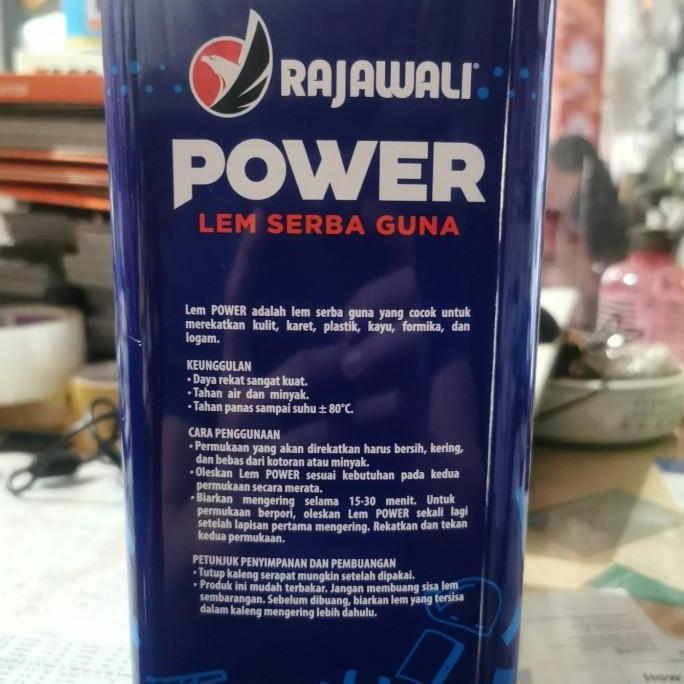 RAJAWALI
POWER
LEM SERBA GUNA
Lem POWER adalah lem serba guna yang cocok untuk
merekatkan kulit, karet, plastik, kayu, formika, dan
logam.
KEUNGGULAN
• Daya rekat sangat kuat.
• Tahan air dan minyak.
• Tahan panas sampai suhu ± 80°C.
CARA PENGGUNAAN
• Permukaan yang akan direkatkan harus bersih, kering,
dan bebas dari kotoran atau minyak.
• Oleskan Lem POWER sesuai kebutuhan pada kedua
permukaan secara merata.
• Biarkan mengering selama 15-30 menit. Untuk
permukaan berpori, oleskan Lem POWER sekali lagi
setelah lapisan pertama mengering. Rekatkan dan tekan
kedua permukaan.
PETUNJUK PENYIMPANAN DAN PEMBUANGAN
• Tutup kaleng serapat mungkin setelah dipakai.
• Produk ini mudah terbakar. Jangan membuang sisa lem
sembarangan. Sebelum dibuang, biarkan lem yang tersisa
dalam kaleng mengering lebih dahulu.